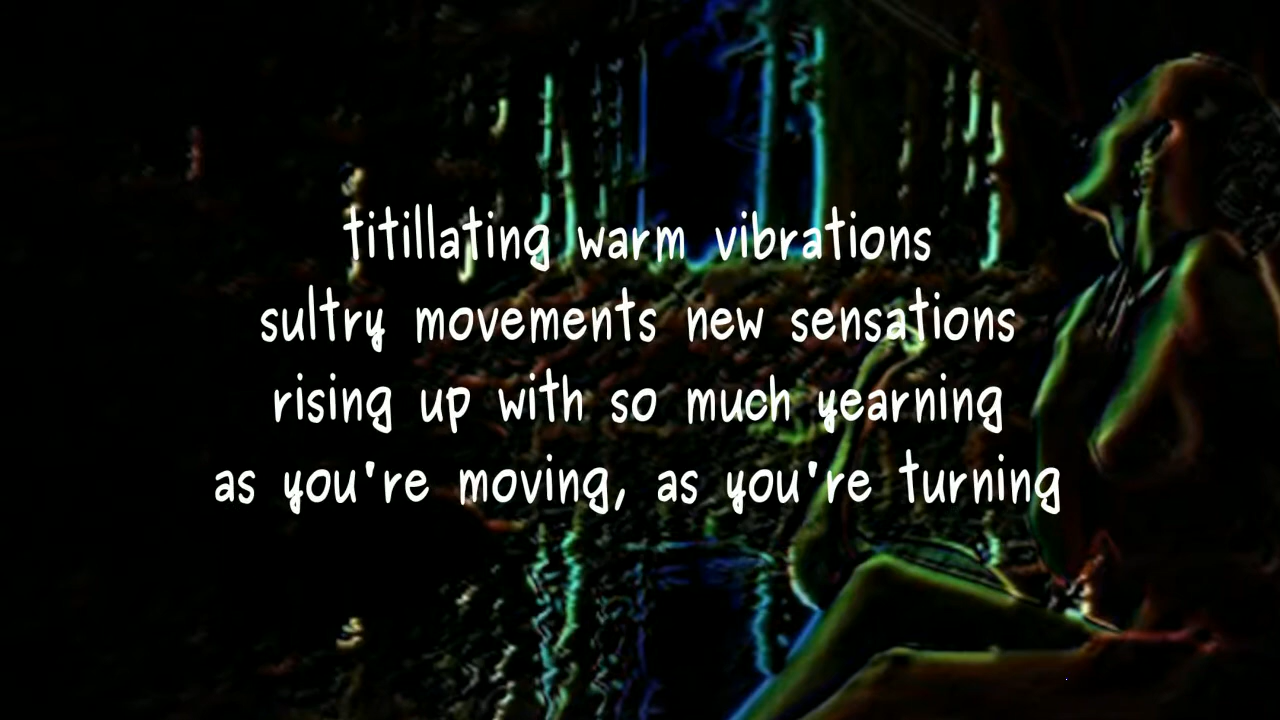 titillating warm vibrations
sultry movements new sensations
rising up with so much yearning
as you're moving, as you're turning